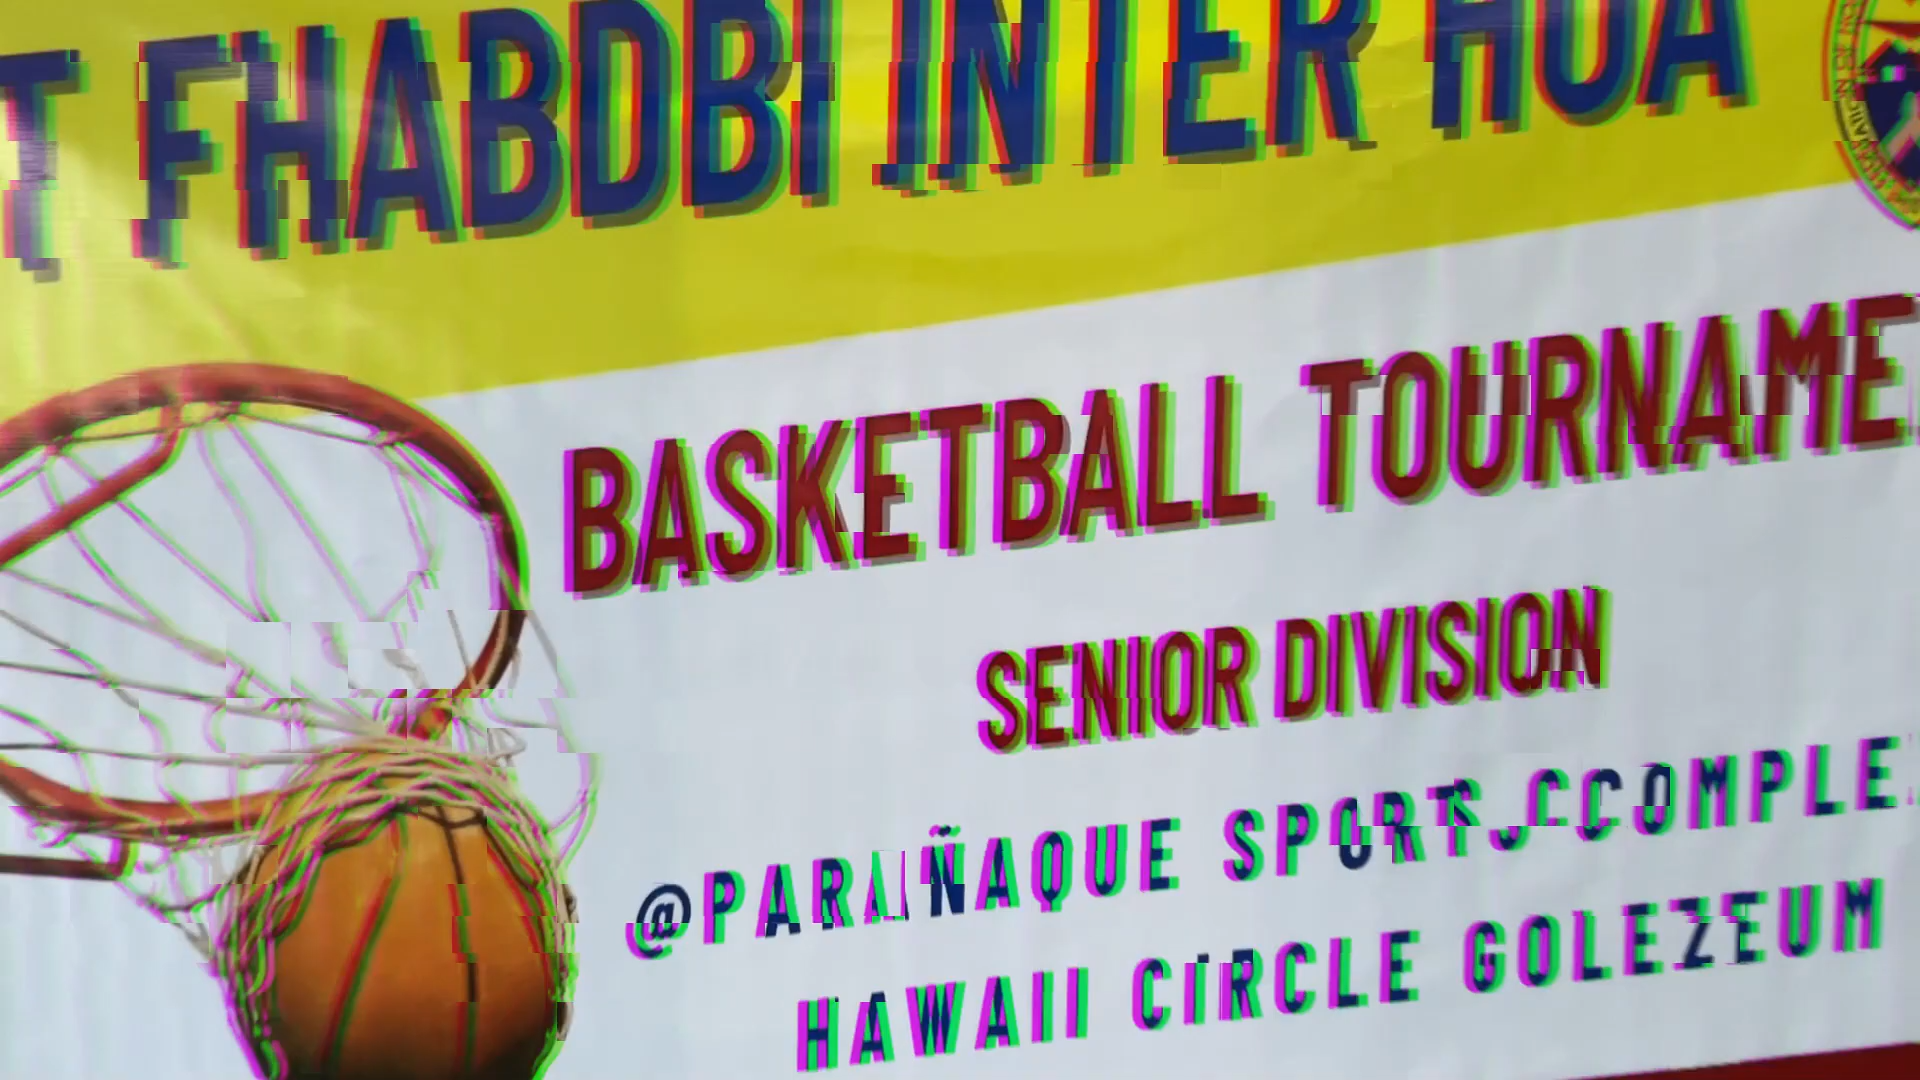 T FHABDBI INTER HOA
BASKETBALL TOURNAME
SENIOR DIVISION
@PARAÑAQUE SPORTS COMPLE
HAWAII CIRCLE GOLEZEUM